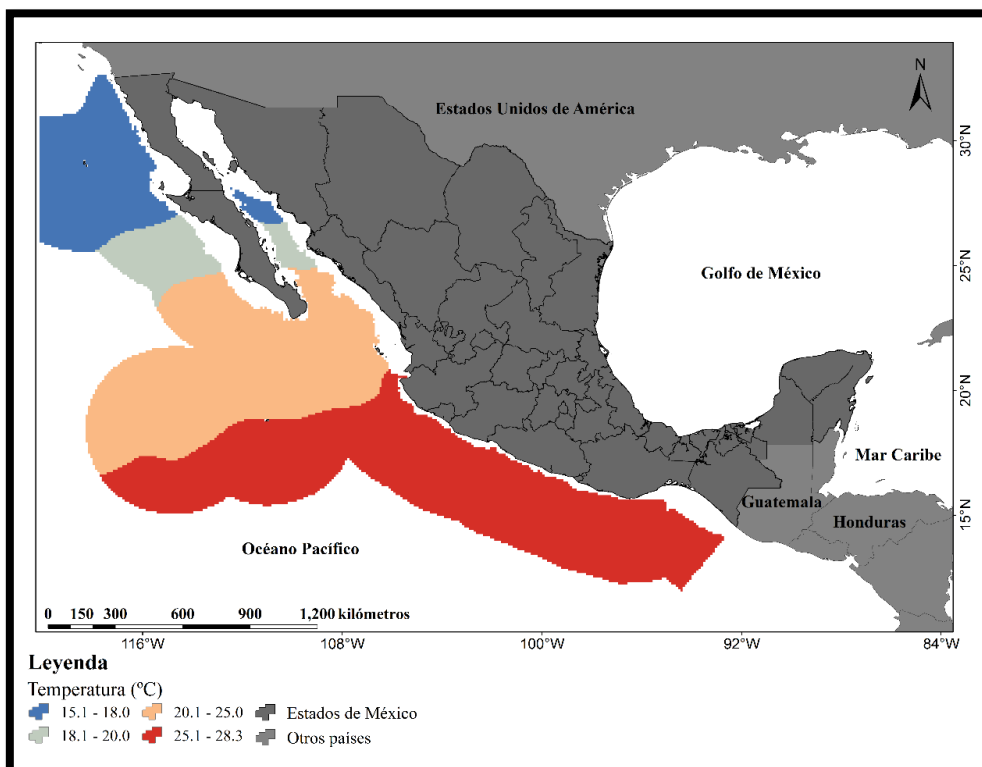 N
Estados Unidos de América
30°N
25°N
Golfo de México
20°N
Mar Caribe
Guatemala
15°N
Honduras
Océano Pacífico
0 150 300 600 900 1,200 kilómetros
116°W 108°W 100°W 92°W 84°W
Leyenda
Temperatura (°C)
15.1 - 18.0 20.1 - 25.0 Estados de México
18.1 - 20.0 25.1 - 28.3 Otros países